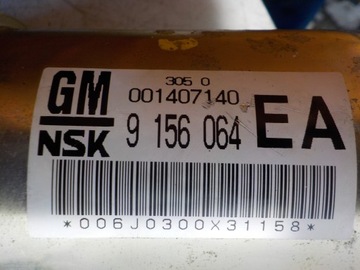 305 0
GM 001407140
NSK 9 156 064 EA
*006J0300X31158*